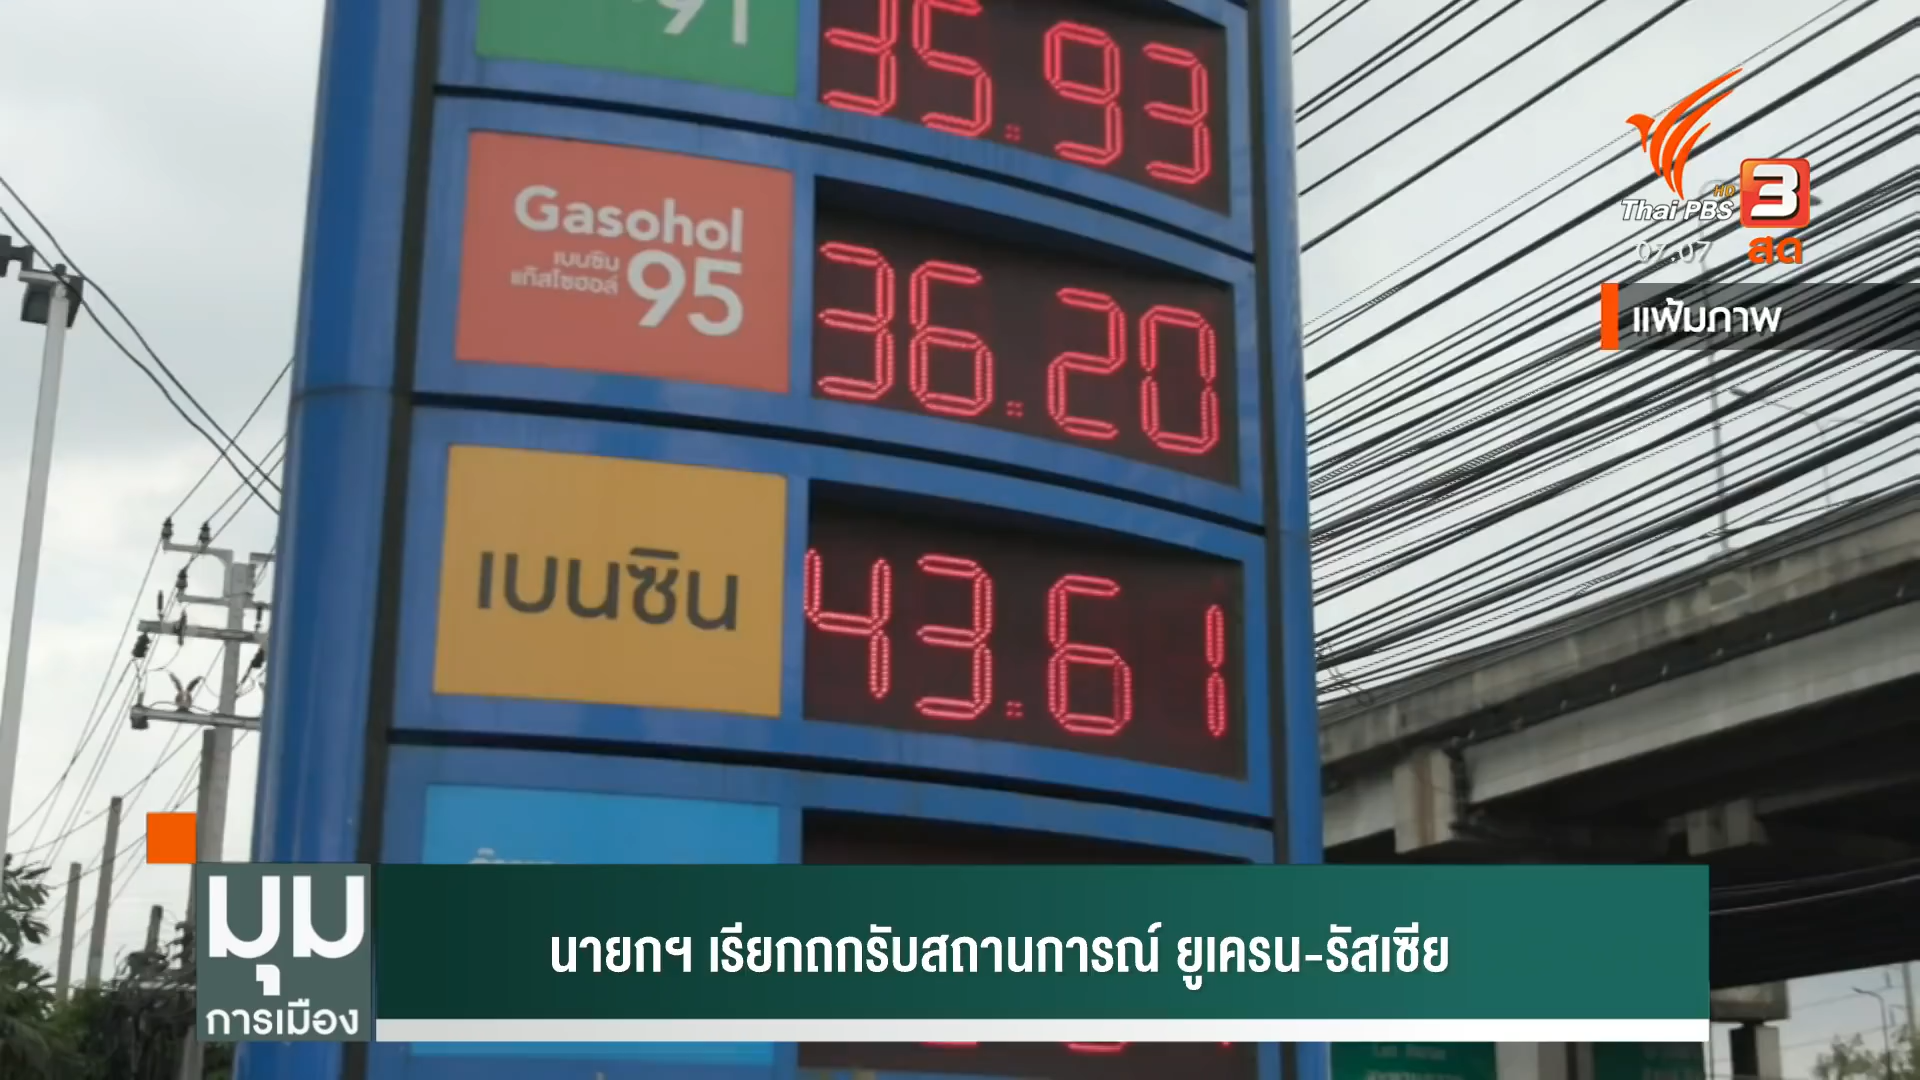 91
35.93
Gasohol
เบนซิน
แก๊สโซฮอล์
95
36.20
เบนซิน
43.61
HD
Thai PBS
3
07:07
สด
แฟ้มภาพ
มุม
การเมือง
นายกฯ เรียกถกรับสถานการณ์ ยูเครน-รัสเซีย